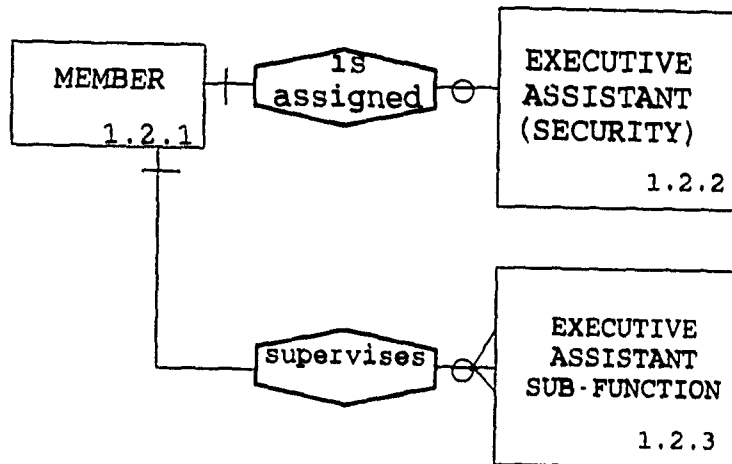 MEMBER
1.2.1
is
assigned
EXECUTIVE
ASSISTANT
(SECURITY)
1.2.2
supervises
EXECUTIVE
ASSISTANT
SUB-FUNCTION
1.2.3